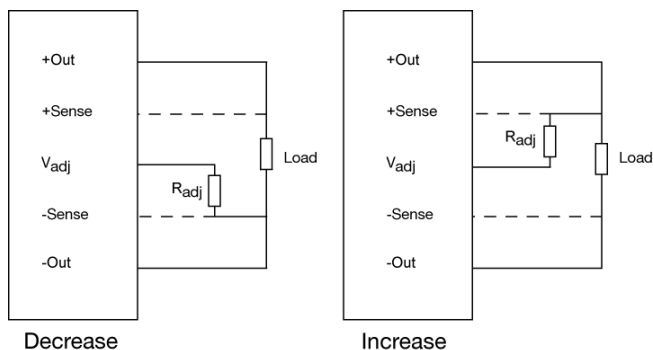 +Out
+Sense
Vadj
Radj
Load
-Sense
-Out
Decrease
+Out
+Sense
Radj
Vadj
Load
-Sense
-Out
Increase